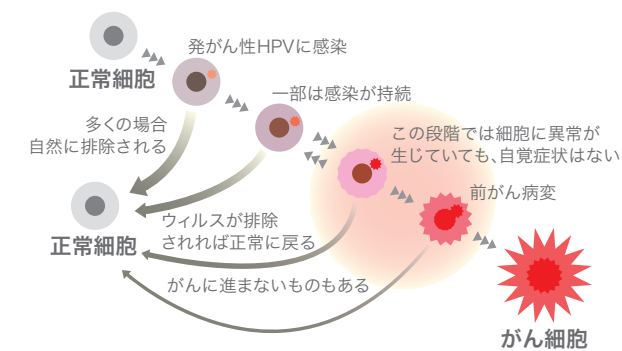 発がん性HPVに感染
正常細胞
一部は感染が持続
多くの場合
自然に排除される
この段階では細胞に異常が
生じていても、自覚症状はない
前がん病変
正常細胞
ウィルスが排除
されれば正常に戻る
がんに進まないものもある
がん細胞